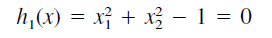 h₁(x) = x₁² + x₂² − 1 = 0